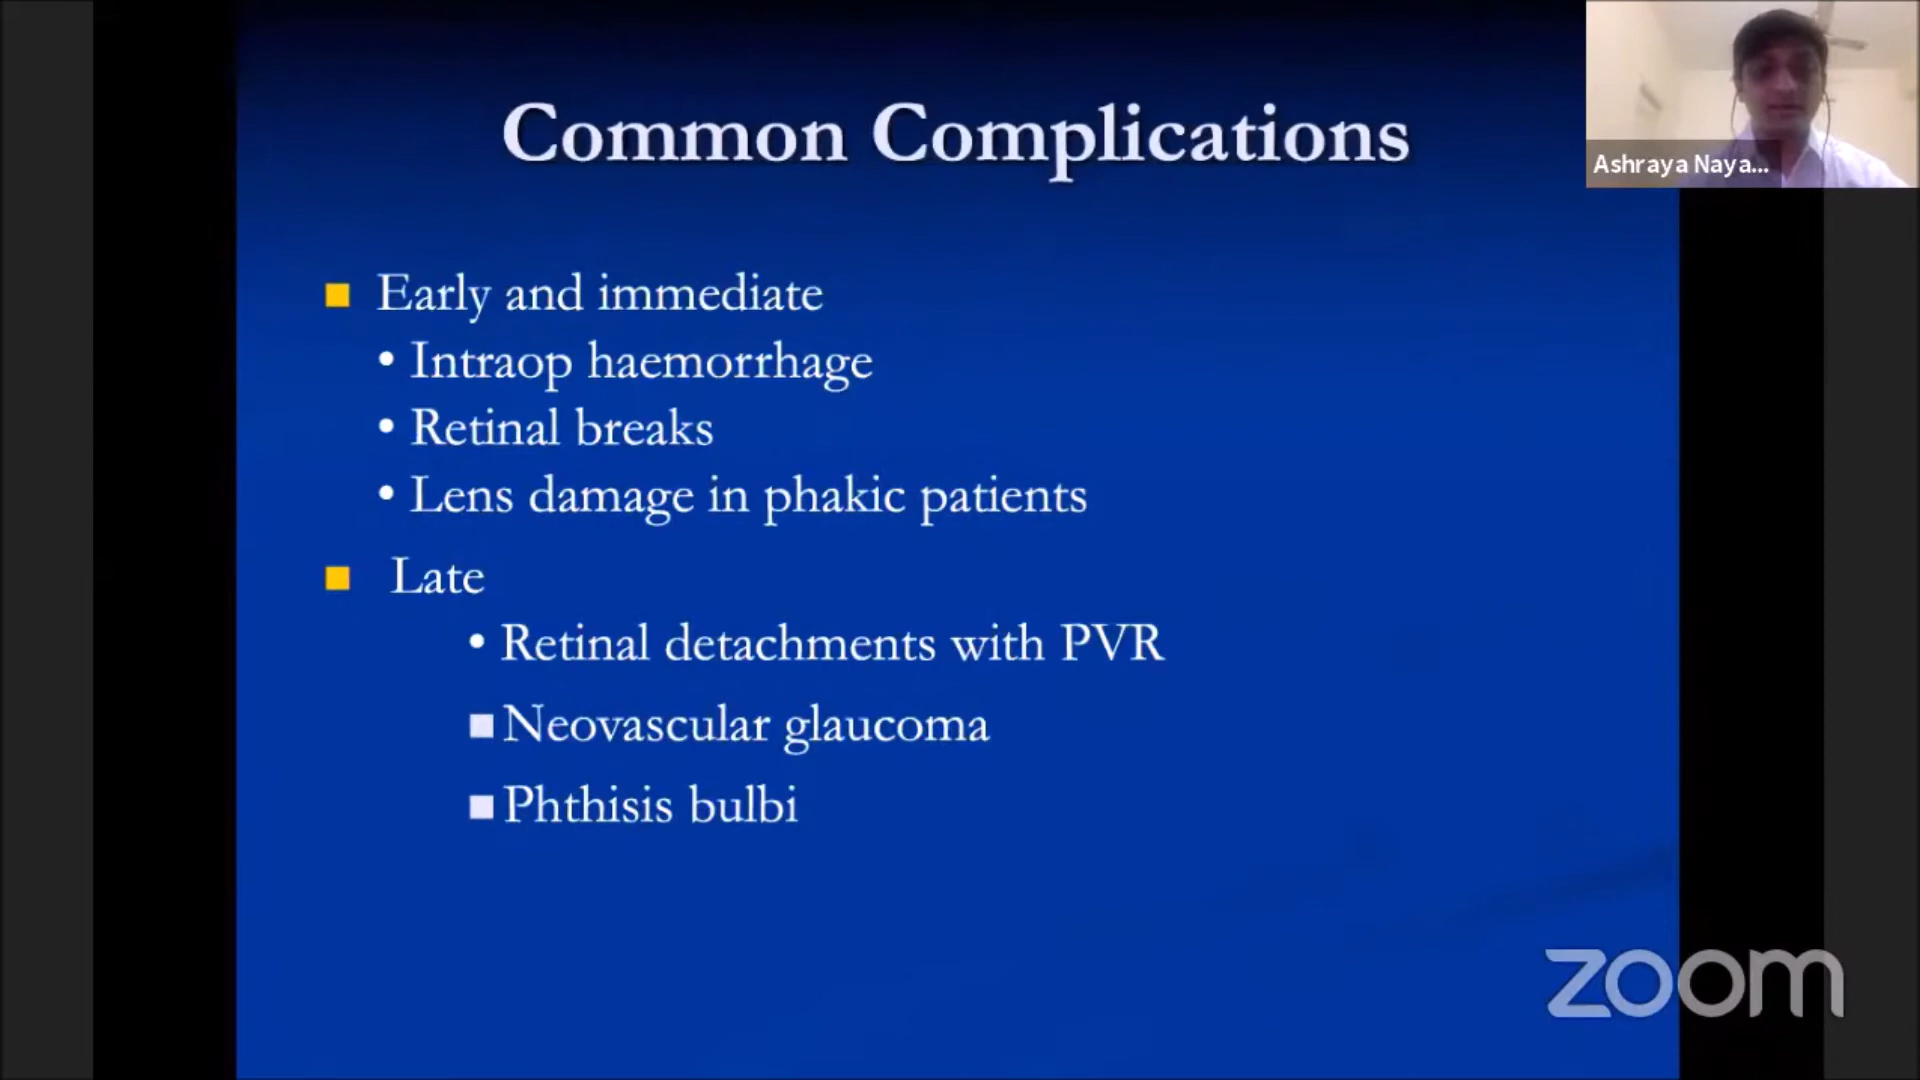 Common Complications
Ashraya Naya...
■ Early and immediate
• Intraop haemorrhage
• Retinal breaks
• Lens damage in phakic patients
■ Late
• Retinal detachments with PVR
■ Neovascular glaucoma
■ Phthisis bulbi
zoom